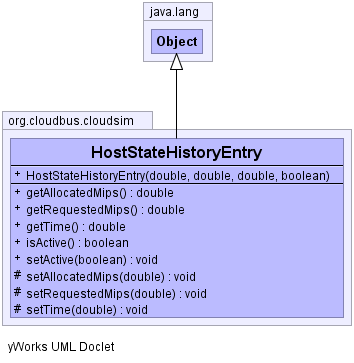 java.lang
Object
org.cloudbus.cloudsim
HostStateHistoryEntry
+ HostStateHistoryEntry(double, double, double, boolean)
+ getAllocatedMips() : double
+ getRequestedMips() : double
+ getTime() : double
+ isActive() : boolean
+ setActive(boolean) : void
# setAllocatedMips(double) : void
# setRequestedMips(double) : void
# setTime(double) : void
yWorks UML Doclet